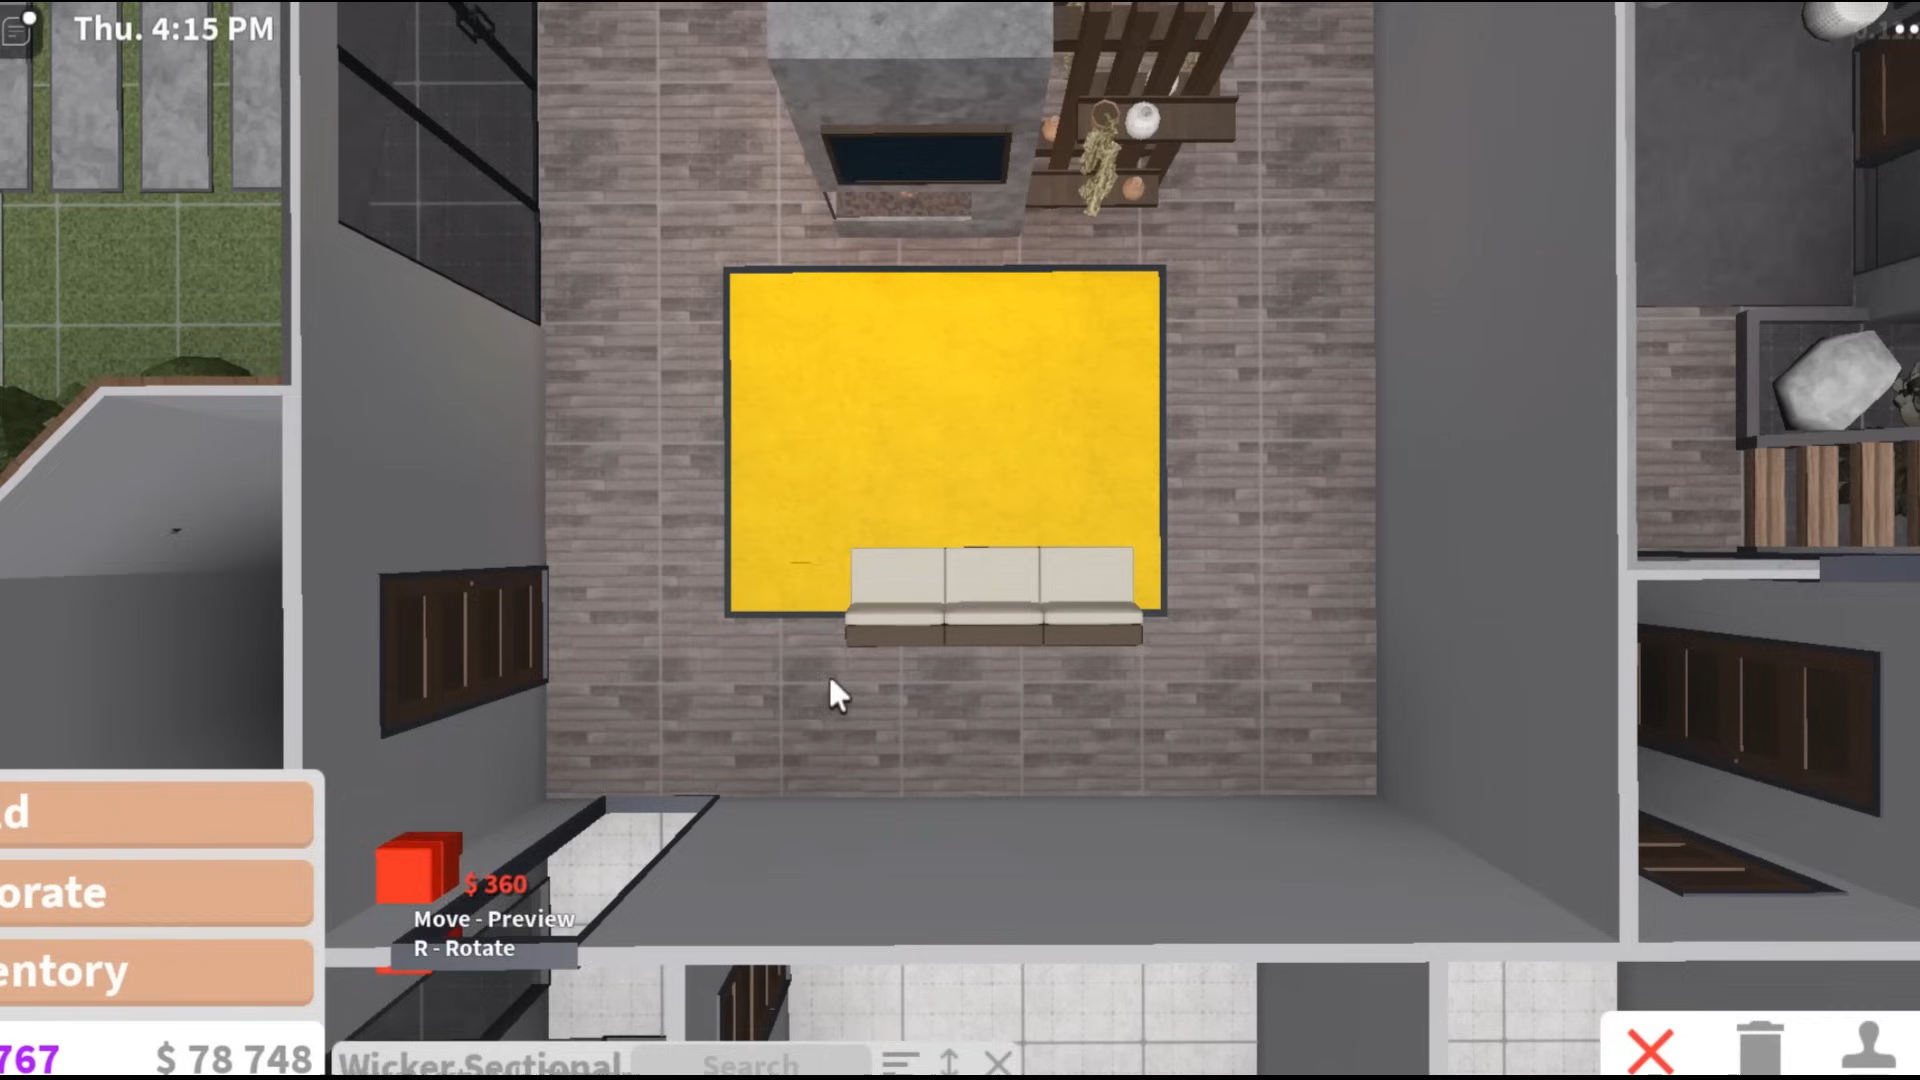 Thu. 4:15 PM
d
orate
entory
$ 360
Move - Preview
R - Rotate
767
$ 78 748
Wicker Sectional
Search